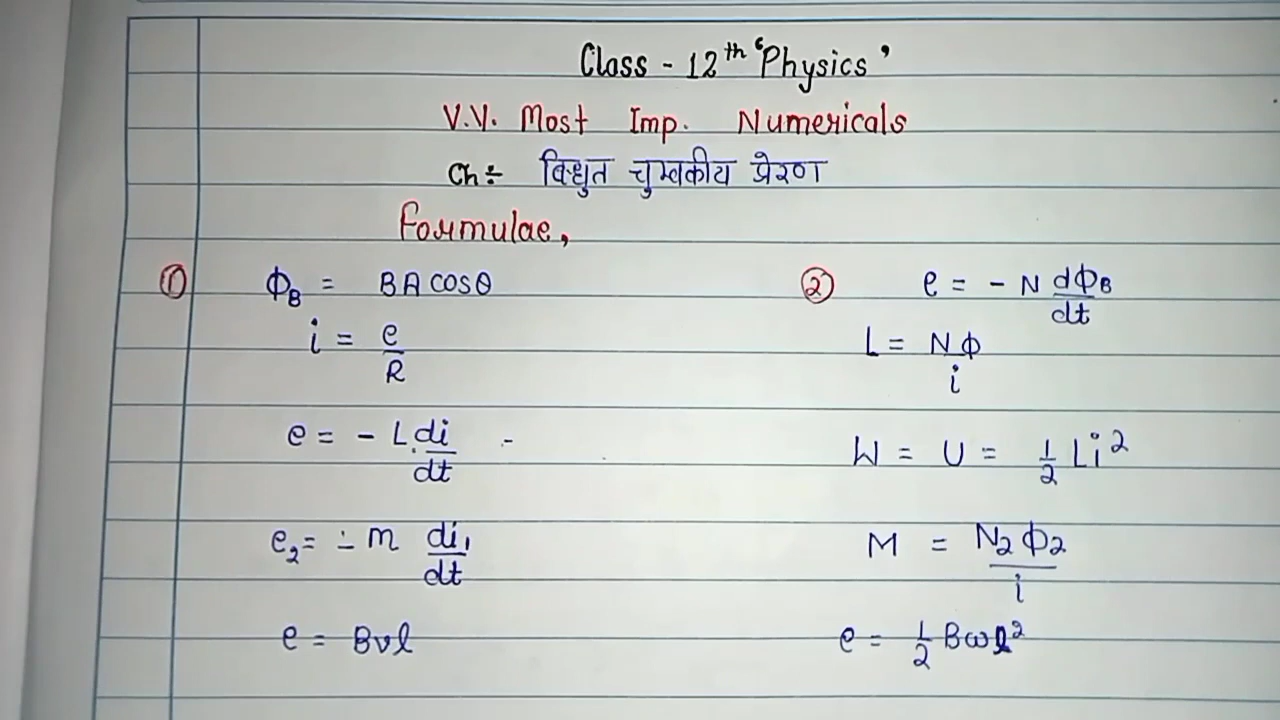 Class - 12th 'Physics'
V.V. Most Imp. Numericals
Ch÷ विधुत चुम्बकीय प्रेरण
Formulae,
① ΦB = BA cosθ
② e = - N dΦB/dt
i = e/R
L = NΦ/i
e = - L di/dt -
W = U = 1/2 Li²
e₂ = - m di₁/dt
M = N₂Φ₂/i
e = Bvl
e = 1/2 Bωl²